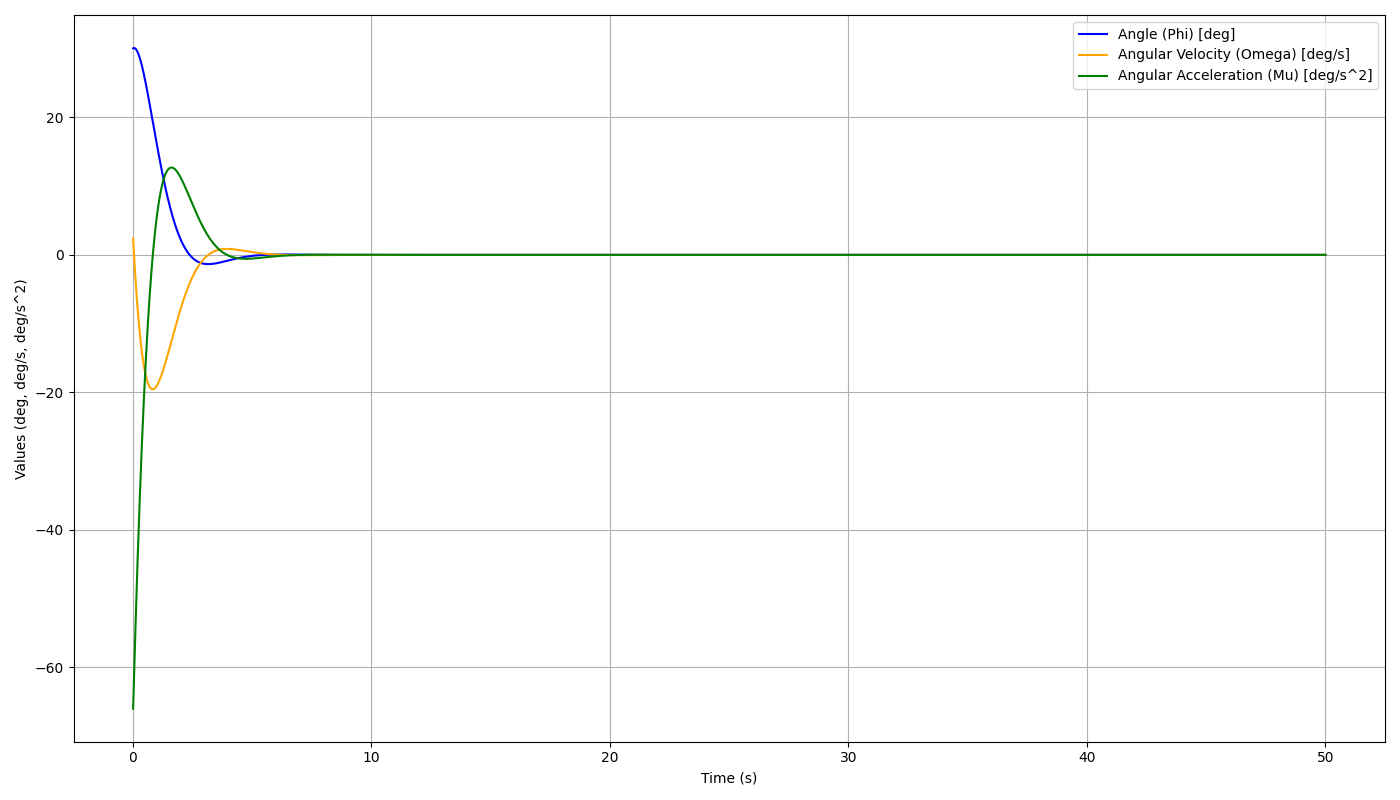 Angle (Phi) [deg]
Angular Velocity (Omega) [deg/s]
Angular Acceleration (Mu) [deg/s^2]
20
0
−20
−40
−60
Values (deg, deg/s, deg/s^2)
0 10 20 30 40 50
Time (s)